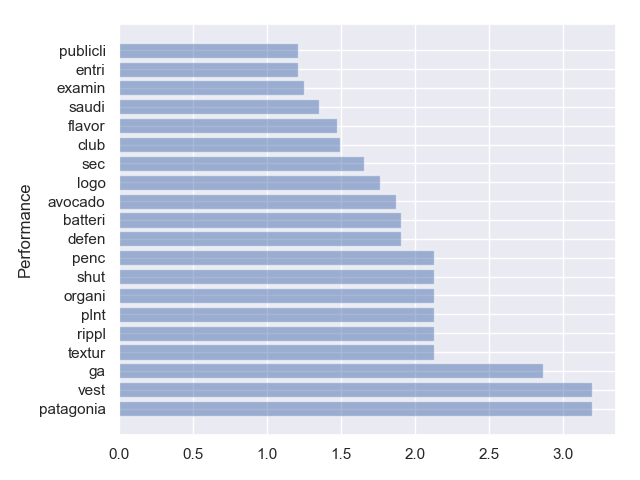 publicli
entri
examin
saudi
flavor
club
sec
logo
avocado
batteri
defen
penc
shut
organi
plnt
rippl
textur
ga
vest
patagonia
Performance
0.0 0.5 1.0 1.5 2.0 2.5 3.0